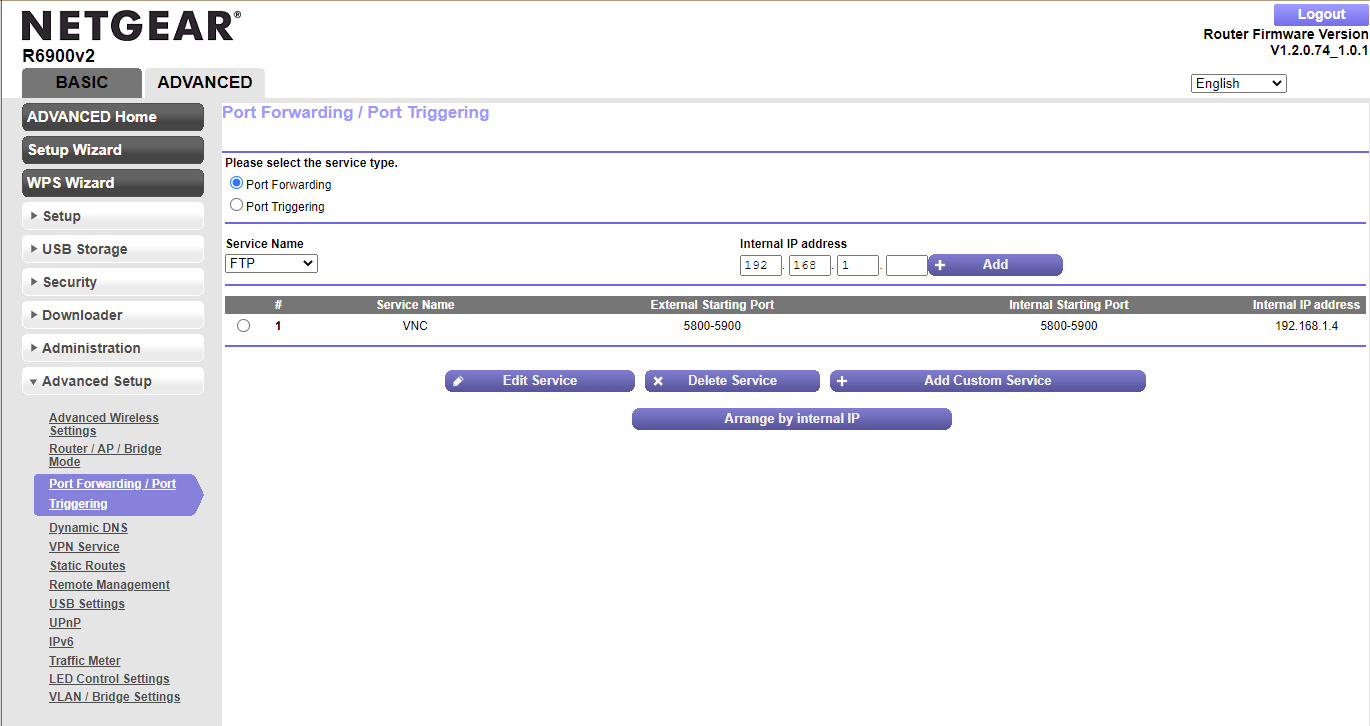 NETGEAR®
R6900v2
Logout
Router Firmware Version
V1.2.0.74_1.0.1
BASIC
ADVANCED
English
ADVANCED Home
Setup Wizard
WPS Wizard
Setup
USB Storage
Security
Downloader
Administration
Advanced Setup
Advanced Wireless
Settings
Router / AP / Bridge
Mode
Port Forwarding / Port
Triggering
Dynamic DNS
VPN Service
Static Routes
Remote Management
USB Settings
UPnP
IPv6
Traffic Meter
LED Control Settings
VLAN / Bridge Settings
Port Forwarding / Port Triggering
Please select the service type.
Port Forwarding
Port Triggering
Service Name Internal IP address
FTP 192 . 168 . 1 . + Add
# Service Name External Starting Port Internal Starting Port Internal IP address
1 VNC 5800-5900 5800-5900 192.168.1.4
Edit Service Delete Service + Add Custom Service
Arrange by internal IP